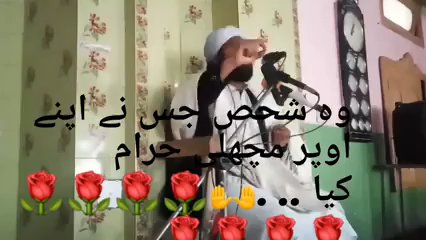 وہ شخص جس نے اپنے
اوپر مچھلی حرام
کیا .. .🙌🌹🌹🌹🌹
🌹🌹🌹🌹